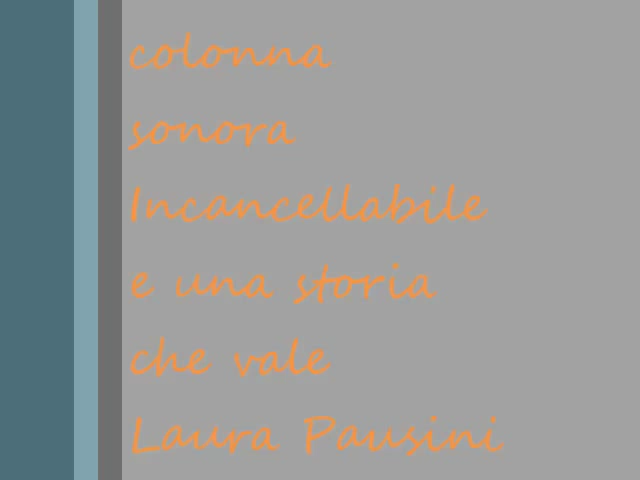 colonna
sonora
Incancellabile
e una storia
che vale
Laura Pausini